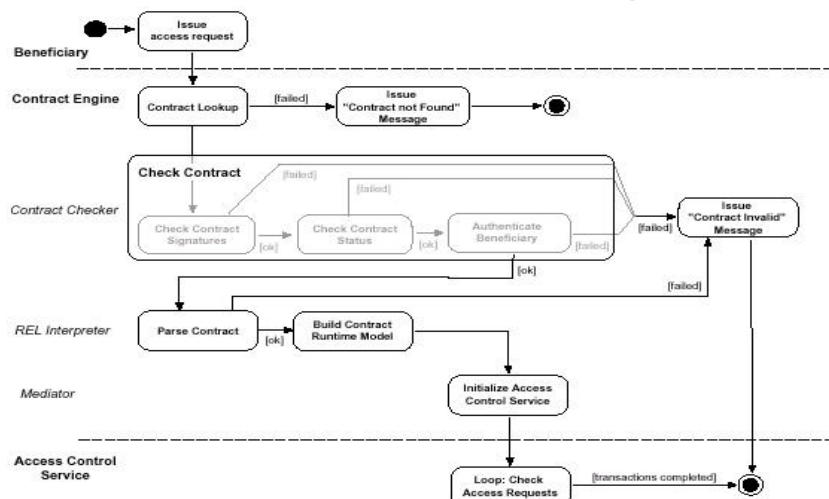 Issue
access request
Beneficiary
Contract Engine
Contract Lookup
[failed]
Issue
"Contract not Found"
Message
Check Contract
[failed]
[failed]
Contract Checker
Check Contract
Signatures
[ok]
Check Contract
Status
[ok]
Authenticate
Beneficiary
[failed]
[failed]
Issue
"Contract Invalid"
Message
[ok]
[failed]
REL Interpreter
Parse Contract
[ok]
Build Contract
Runtime Model
Mediator
Initialize Access
Control Service
Access Control
Service
Loop: Check
Access Requests
[transactions completed]